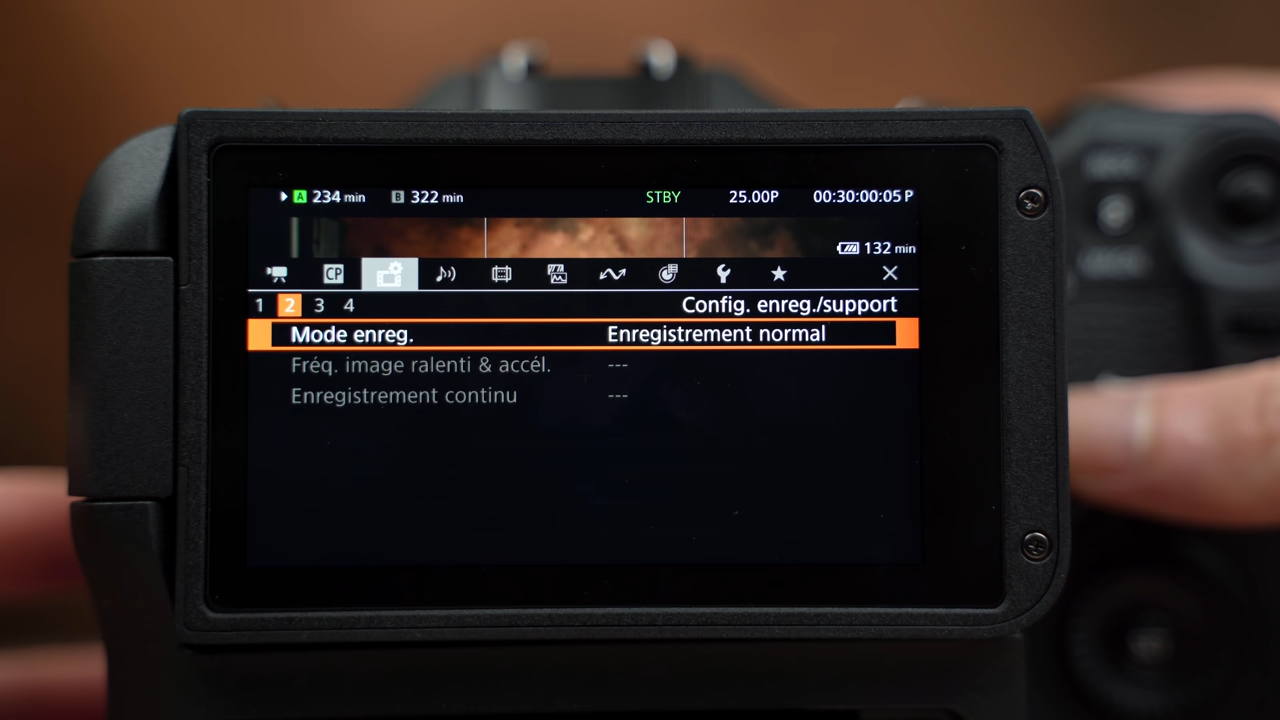 A 234 min B 322 min STBY 25.00P 00:30:00:05 P
132 min
CP
1 2 3 4 Config. enreg./support
Mode enreg. Enregistrement normal
Fréq. image ralenti & accél. ---
Enregistrement continu ---